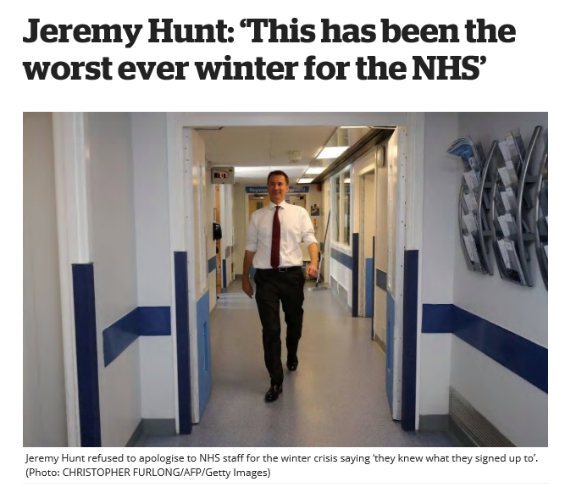 Jeremy Hunt: ‘This has been the
worst ever winter for the NHS’
Jeremy Hunt refused to apologise to NHS staff for the winter crisis saying ‘they knew what they signed up to’.
(Photo: CHRISTOPHER FURLONG/AFP/Getty Images)